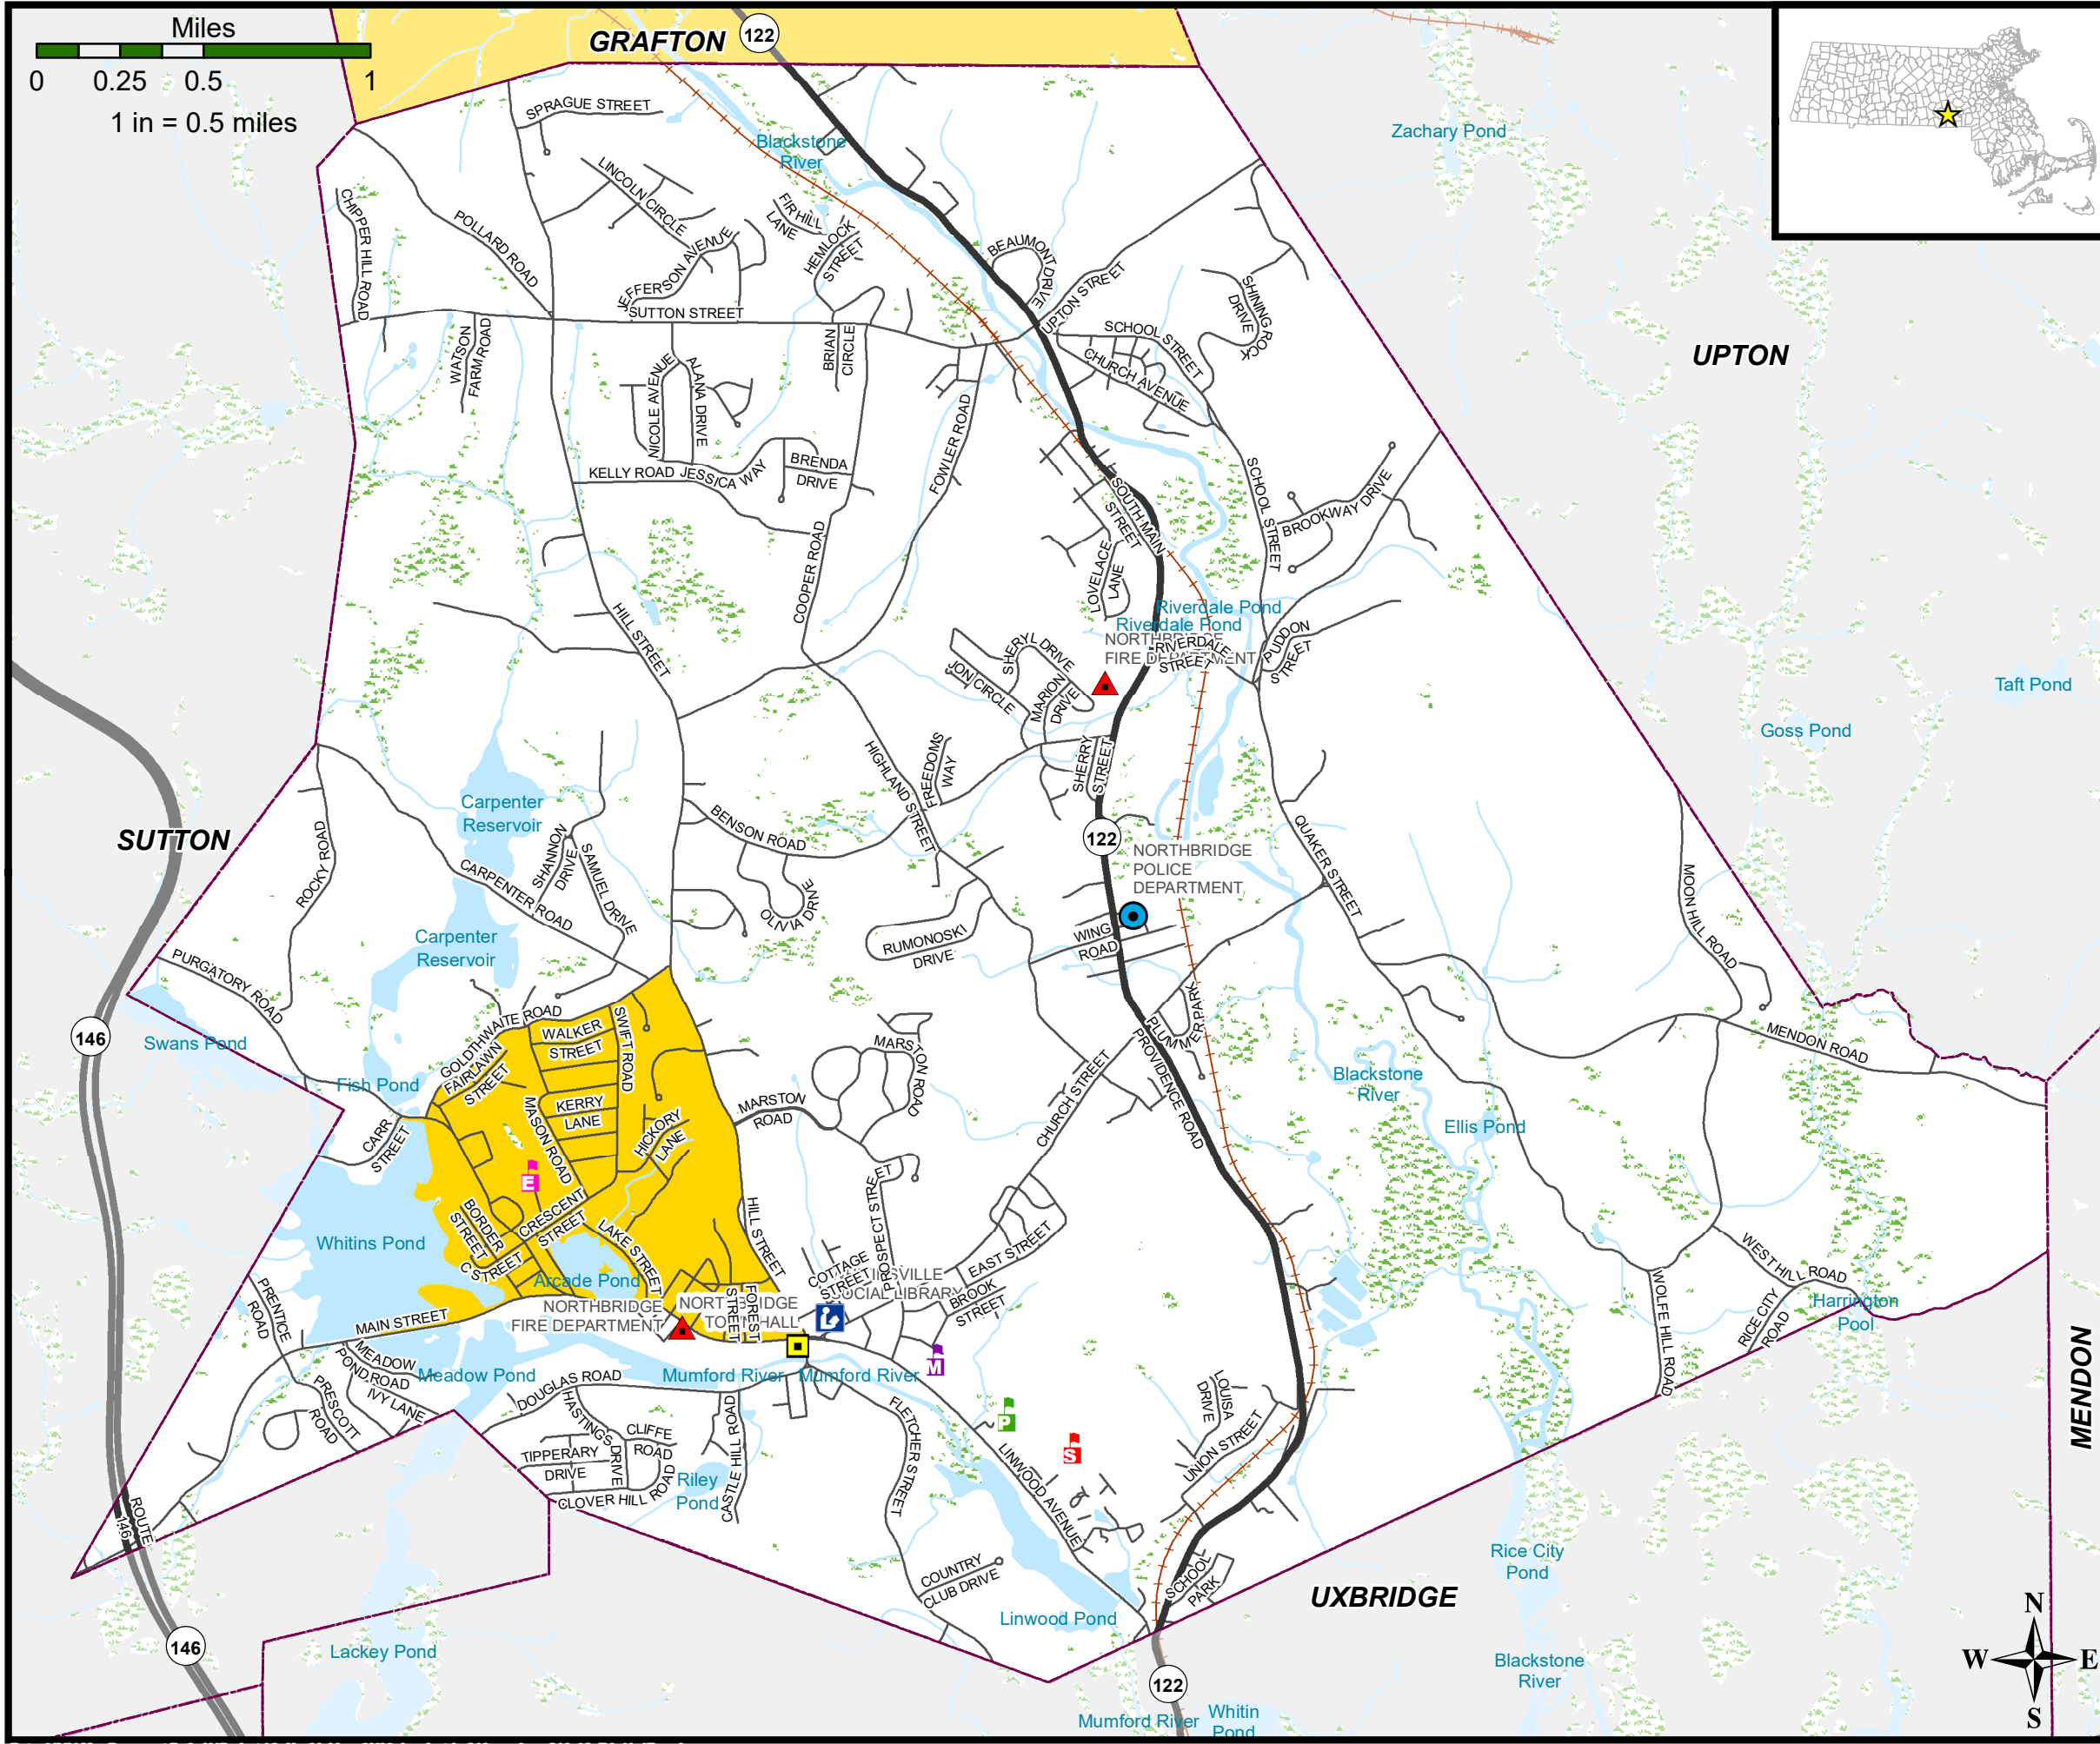 Miles
0
0.25
0.5
1
1 in = 0.5 miles
GRAFTON
122
SPRAGUE STREET
Blackstone
River
Zachary Pond
LINCOLN CIRCLE
FIR HILL
LANE
HEMLOCK
STREET
CHIPPER HILL ROAD
POLLARD ROAD
JEFFERSON AVENUE
SUTTON STREET
BEAUMONT DRIVE
UPTON STREET
SHINING ROCK
DRIVE
SCHOOL STREET
CHURCH AVENUE
UPTON
WATSON
FARM ROAD
BRIAN
CIRCLE
NICOLE AVENUE
ALANA DRIVE
FOWLER ROAD
KELLY ROAD
JESSICA WAY
BRENDA
DRIVE
SOUTH MAIN
STREET
SCHOOL STREET
BROOKWAY DRIVE
COOPER ROAD
LOVELACE
LANE
HILL STREET
Riverdale Pond
Riverdale Pond
NORTHBRIDGE
FIRE DEPARTMENT
RIVERDALE
STREET
PUDDON
STREET
SHERYL DRIVE
JON CIRCLE
MARION
DRIVE
Taft Pond
Goss Pond
HIGHLAND STREET
FREEDOMS
WAY
SHERRY
STREET
Carpenter
Reservoir
SUTTON
BENSON ROAD
122
QUAKER STREET
NORTHBRIDGE
POLICE
DEPARTMENT
ROCKY ROAD
CARPENTER ROAD
SHANNON
DRIVE
SAMUEL DRIVE
OLIVIA DRIVE
MOON HILL ROAD
Carpenter
Reservoir
RUMONOSKI
DRIVE
WING
ROAD
PURGATORY ROAD
146
Swans Pond
GOLDTHWAITE ROAD
WALKER
STREET
SWIFT ROAD
FAIRLAWN
STREET
PLUMMER PARK
MARSTON ROAD
MENDON ROAD
Fish Pond
Blackstone
River
PROVIDENCE ROAD
CHURCH STREET
KERRY
LANE
MASON ROAD
HICKORY
LANE
MARSTON
ROAD
Ellis Pond
CARR
STREET
E
BORDER
STREET
CRESCENT
STREET
C STREET
LAKE STREET
HILL STREET
PROSPECT STREET
Whitins Pond
Arcade Pond
COTTAGE
STREET
EAST STREET
BROOK
STREET
SOCIAL LIBRARY
WEST HILL ROAD
WOLFE HILL ROAD
RICE CITY
ROAD
Harrington
Pool
PRENTICE
ROAD
MAIN STREET
NORTHBRIDGE
FIRE DEPARTMENT
NORTHBRIDGE
TOWN HALL
FOREST
STREET
MEADOW
POND ROAD
IVY LANE
PRESCOTT
ROAD
Meadow Pond
Mumford River
Mumford River
M
MENDON
DOUGLAS ROAD
HASTINGS DRIVE
CLIFFE
ROAD
TIPPERARY
DRIVE
CLOVER HILL ROAD
Riley
Pond
CASTLE HILL ROAD
FLETCHER STREET
P
S
LOUISA
DRIVE
UNION STREET
LINWOOD AVENUE
ROUTE
146
COUNTRY
CLUB DRIVE
SCHOOL
PARK
Rice City
Pond
UXBRIDGE
Linwood Pond
146
Lackey Pond
122
Blackstone
River
Mumford River
Whitin
Pond
N
W
E
S